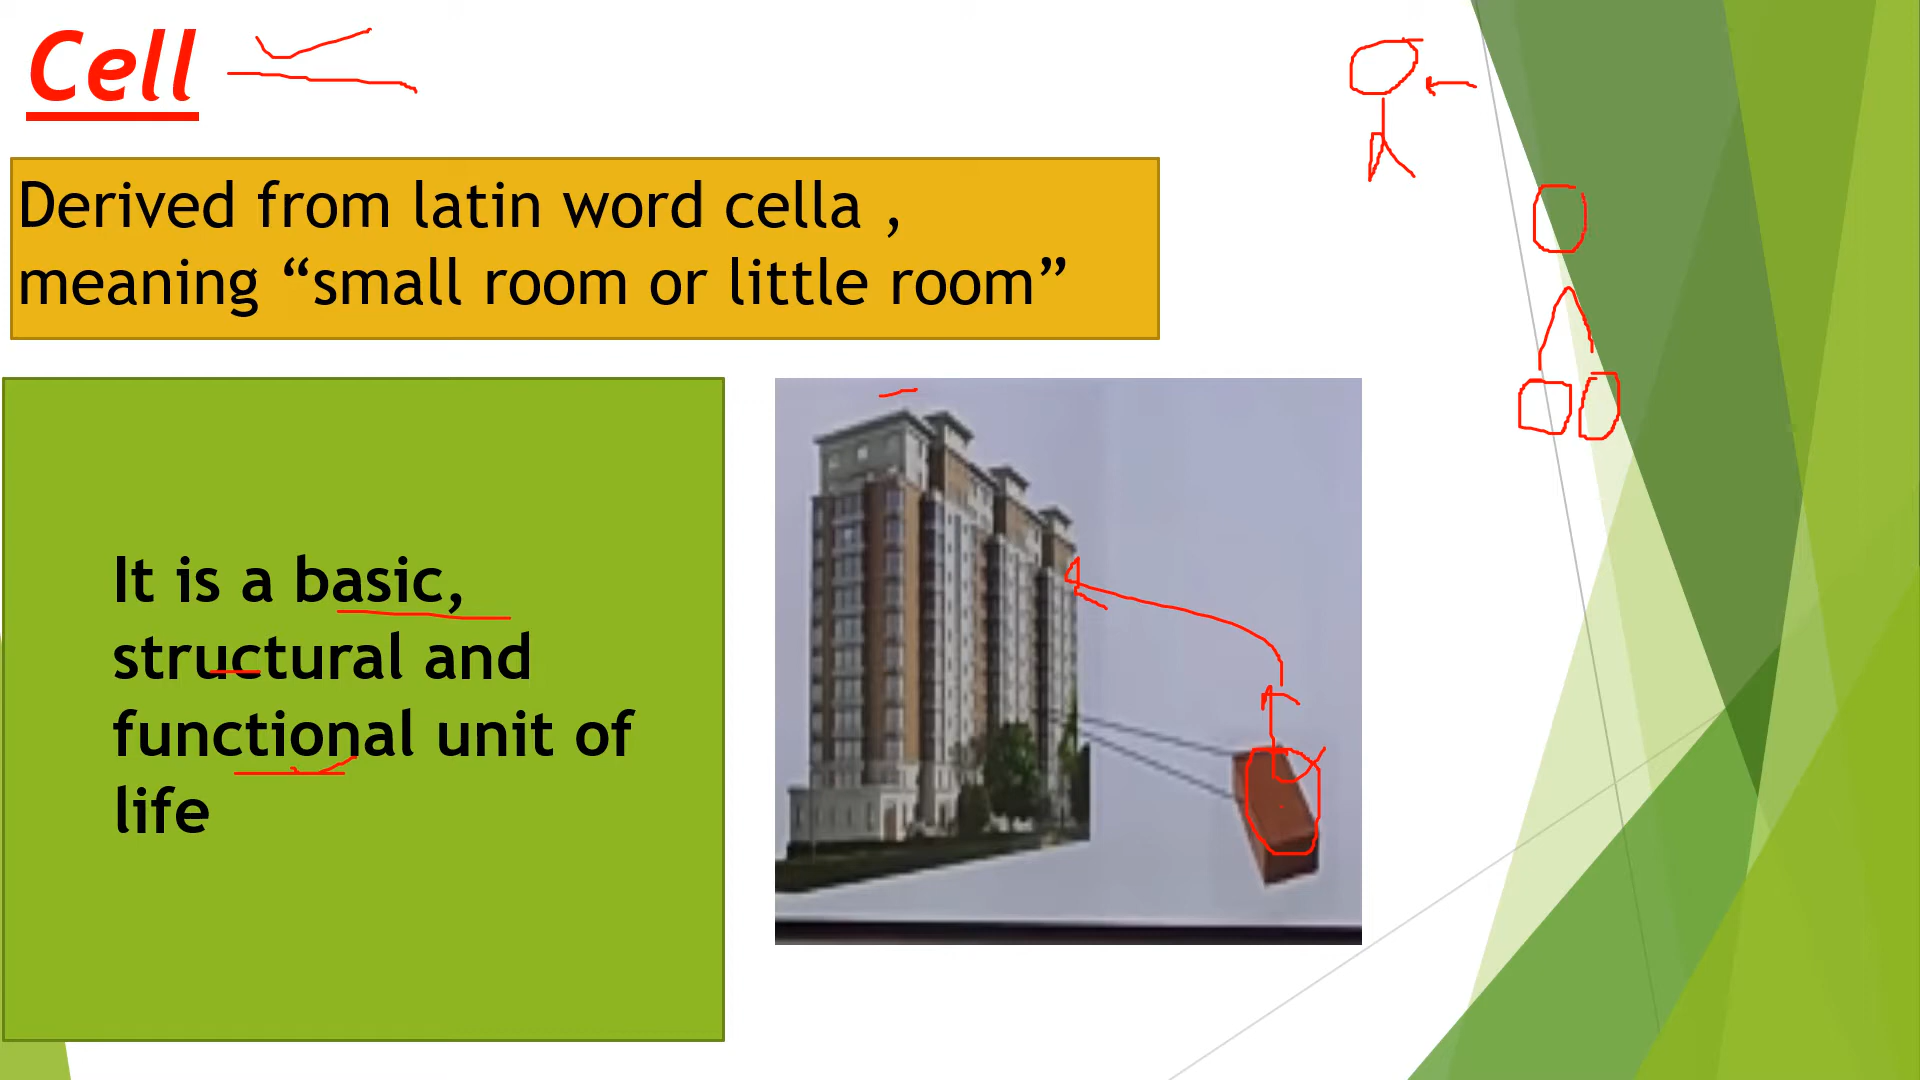 Cell
Derived from latin word cella ,
meaning “small room or little room”
It is a basic,
structural and
functional unit of
life